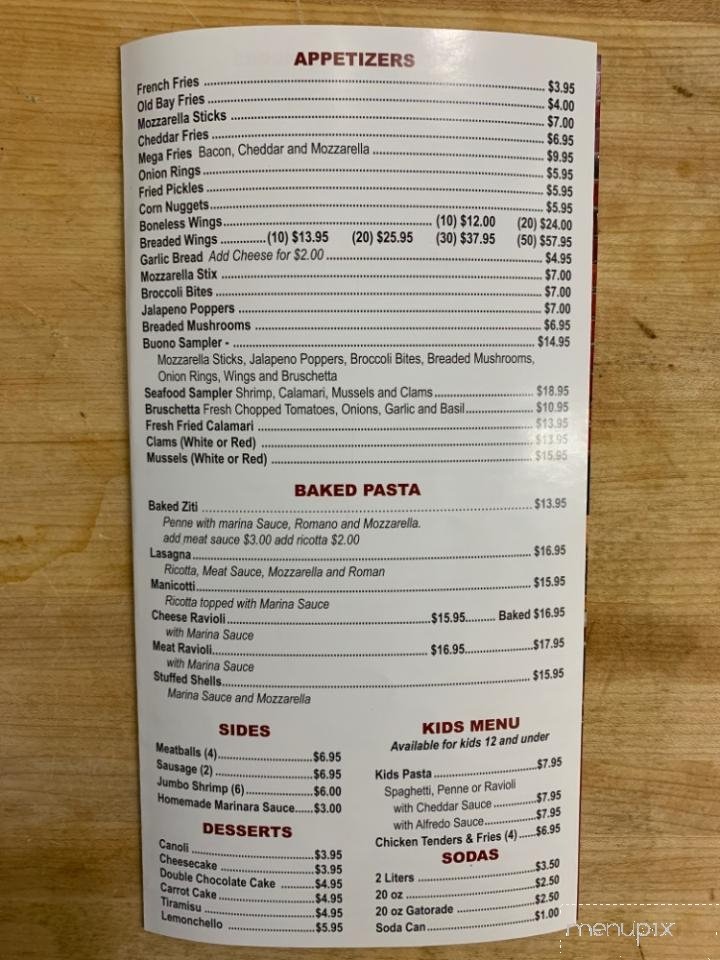 APPETIZERS
French Fries ........ $3.95
Old Bay Fries ........ $4.00
Mozzarella Sticks ........ $7.00
Cheddar Fries ........ $6.95
Mega Fries Bacon, Cheddar and Mozzarella ........ $9.95
Onion Rings ........ $5.95
Fried Pickles ........ $5.95
Corn Nuggets ........ $5.95
Boneless Wings ........ (10) $12.00 (20) $24.00
Breaded Wings ........ (10) $13.95 (20) $25.95 (30) $37.95 (50) $57.95
Garlic Bread Add Cheese for $2.00 ........ $4.95
Mozzarella Stix ........ $7.00
Broccoli Bites ........ $7.00
Jalapeno Poppers ........ $7.00
Breaded Mushrooms ........ $6.95
Buono Sampler - ........ $14.95
Mozzarella Sticks, Jalapeno Poppers, Broccoli Bites, Breaded Mushrooms,
Onion Rings, Wings and Bruschetta
Seafood Sampler Shrimp, Calamari, Mussels and Clams ........ $18.95
Bruschetta Fresh Chopped Tomatoes, Onions, Garlic and Basil ........ $10.95
Fresh Fried Calamari ........ $13.95
Clams (White or Red) ........ $13.95
Mussels (White or Red) ........ $15.95
BAKED PASTA
Baked Ziti ........ $13.95
Penne with marina Sauce, Romano and Mozzarella.
add meat sauce $3.00 add ricotta $2.00
Lasagna ........ $16.95
Ricotta, Meat Sauce, Mozzarella and Roman
Manicotti ........ $15.95
Ricotta topped with Marina Sauce
Cheese Ravioli ........ $15.95 ........ Baked $16.95
with Marina Sauce
Meat Ravioli ........ $16.95 ........ $17.95
with Marina Sauce
Stuffed Shells ........ $15.95
Marina Sauce and Mozzarella
SIDES
Meatballs (4) ........ $6.95
Sausage (2) ........ $6.95
Jumbo Shrimp (6) ........ $6.00
Homemade Marinara Sauce ...... $3.00
DESSERTS
Canoli ........ $3.95
Cheesecake ........ $3.95
Double Chocolate Cake ........ $4.95
Carrot Cake ........ $4.95
Tiramisu ........ $4.95
Lemonchello ........ $5.95
KIDS MENU
Available for kids 12 and under
Kids Pasta ........ $7.95
Spaghetti, Penne or Ravioli
with Cheddar Sauce ........ $7.95
with Alfredo Sauce ........ $7.95
Chicken Tenders & Fries (4) ...... $6.95
SODAS
2 Liters ........ $3.50
20 oz ........ $2.50
20 oz Gatorade ........ $2.50
Soda Can ........ $1.00
menupix